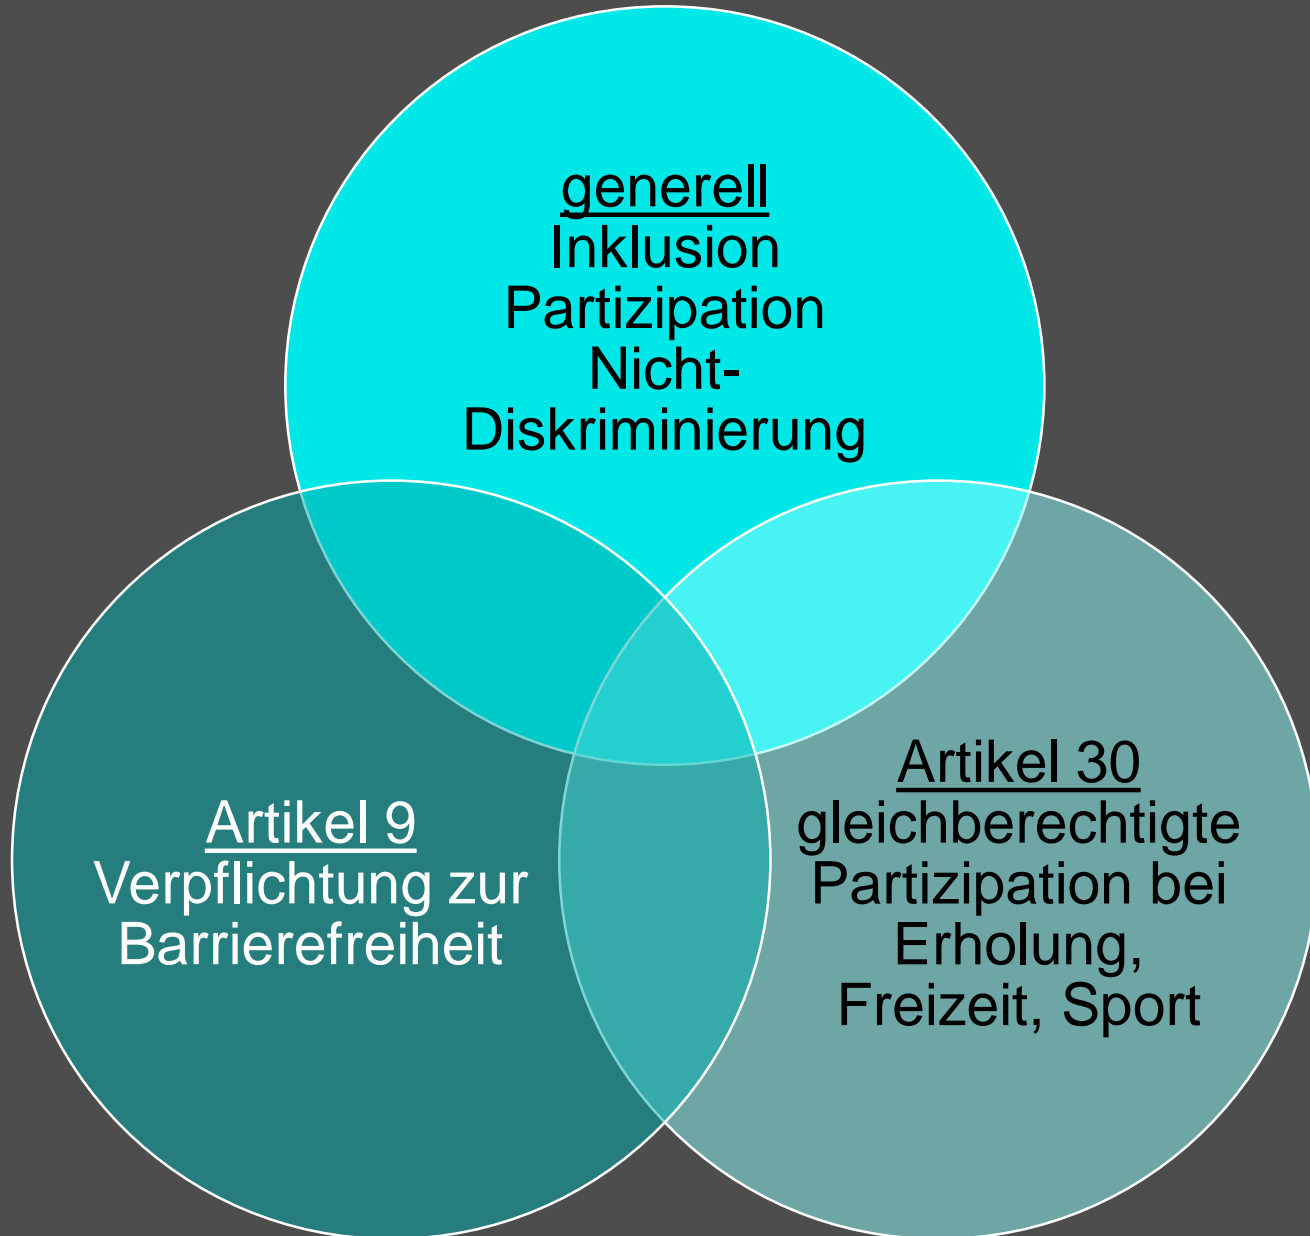 generell
Inklusion
Partizipation
Nicht-
Diskriminierung
Artikel 9
Verpflichtung zur
Barrierefreiheit
Artikel 30
gleichberechtigte
Partizipation bei
Erholung,
Freizeit, Sport